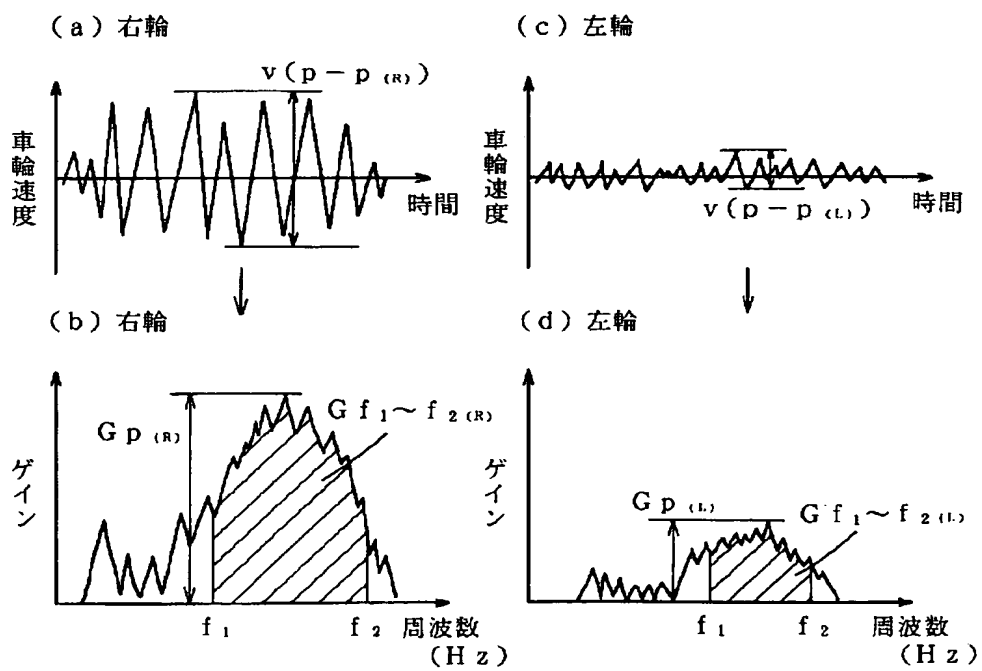 (a) 右輪
v(p−p(R))
車輪速度
時間
(c) 左輪
車輪速度
時間
v(p−p(L))
(b) 右輪
Gp(R)
Gf₁〜f₂(R)
ゲイン
f₁
f₂
周波数
(Hz)
(d) 左輪
ゲイン
Gp(L)
Gf₁〜f₂(L)
f₁
f₂
周波数
(Hz)